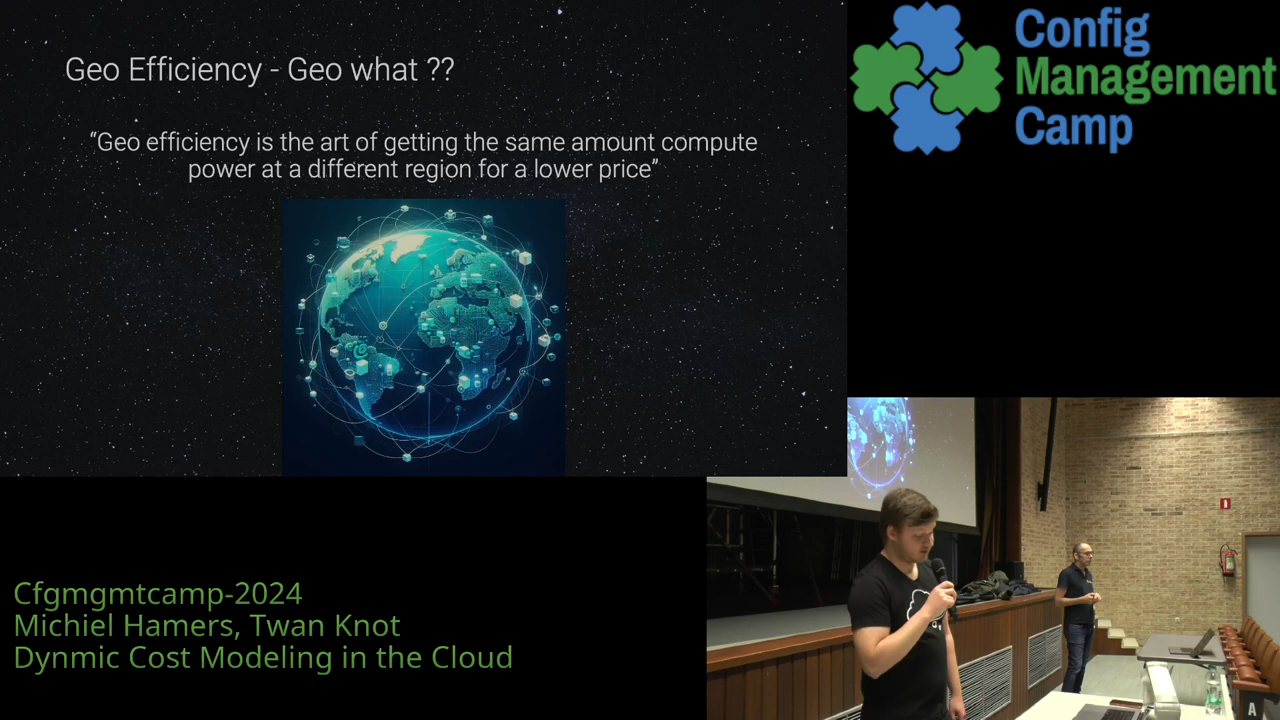 Geo Efficiency - Geo what ??
“Geo efficiency is the art of getting the same amount compute
power at a different region for a lower price”
Config
Management
Camp
Cfgmgmtcamp-2024
Michiel Hamers, Twan Knot
Dynmic Cost Modeling in the Cloud
A